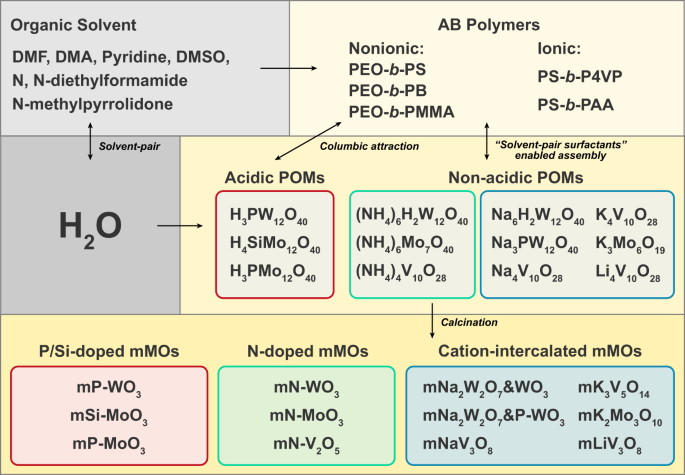 Organic Solvent
DMF, DMA, Pyridine, DMSO,
N, N-diethylformamide
N-methylpyrrolidone
AB Polymers
Nonionic:
PEO-b-PS
PEO-b-PB
PEO-b-PMMA
Ionic:
PS-b-P4VP
PS-b-PAA
Solvent-pair
Columbic attraction
“Solvent-pair surfactants”
enabled assembly
H₂O
Acidic POMs
H₃PW₁₂O₄₀
H₄SiMo₁₂O₄₀
H₃PMo₁₂O₄₀
Non-acidic POMs
(NH₄)₆H₂W₁₂O₄₀
(NH₄)₆Mo₇O₄₀
(NH₄)₄V₁₀O₂₈
Na₆H₂W₁₂O₄₀ K₄V₁₀O₂₈
Na₃PW₁₂O₄₀ K₃Mo₆O₁₉
Na₄V₁₀O₂₈ Li₄V₁₀O₂₈
Calcination
P/Si-doped mMOs
mP-WO₃
mSi-MoO₃
mP-MoO₃
N-doped mMOs
mN-WO₃
mN-MoO₃
mN-V₂O₅
Cation-intercalated mMOs
mNa₂W₂O₇&WO₃ mK₃V₅O₁₄
mNa₂W₂O₇&P-WO₃ mK₂Mo₃O₁₀
mNaV₃O₈ mLiV₃O₈